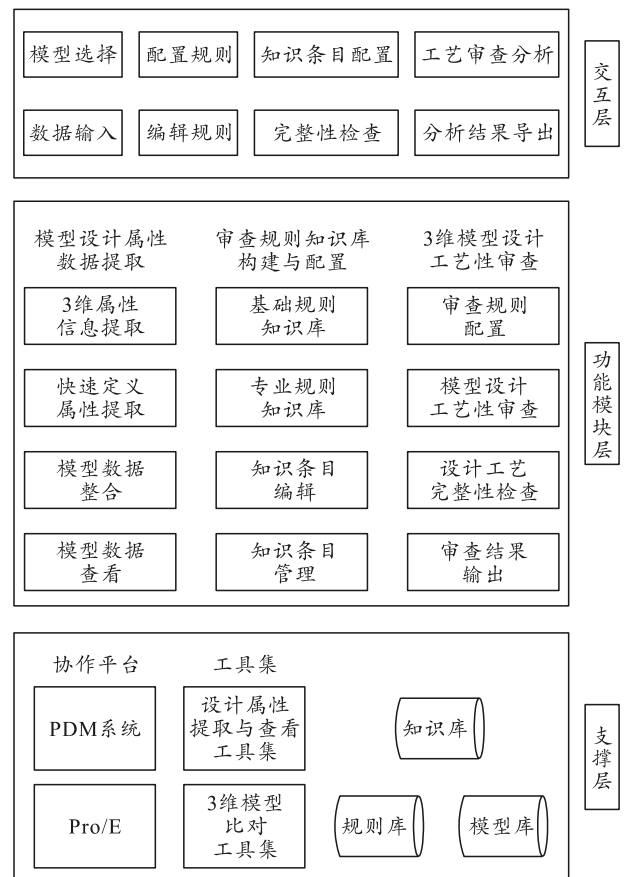 模型选择 配置规则 知识条目配置 工艺审查分析
数据输入 编辑规则 完整性检查 分析结果导出
交互层
模型设计属性
数据提取
3维属性
信息提取
快速定义
属性提取
模型数据
整合
模型数据
查看
审查规则知识库
构建与配置
基础规则
知识库
专业规则
知识库
知识条目
编辑
知识条目
管理
3维模型设计
工艺性审查
审查规则
配置
模型设计
工艺性审查
设计工艺
完整性检查
审查结果
输出
功能模块层
协作平台
PDM系统
Pro/E
工具集
设计属性
提取与查看
工具集
3维模型
比对
工具集
知识库
规则库
模型库
支撑层